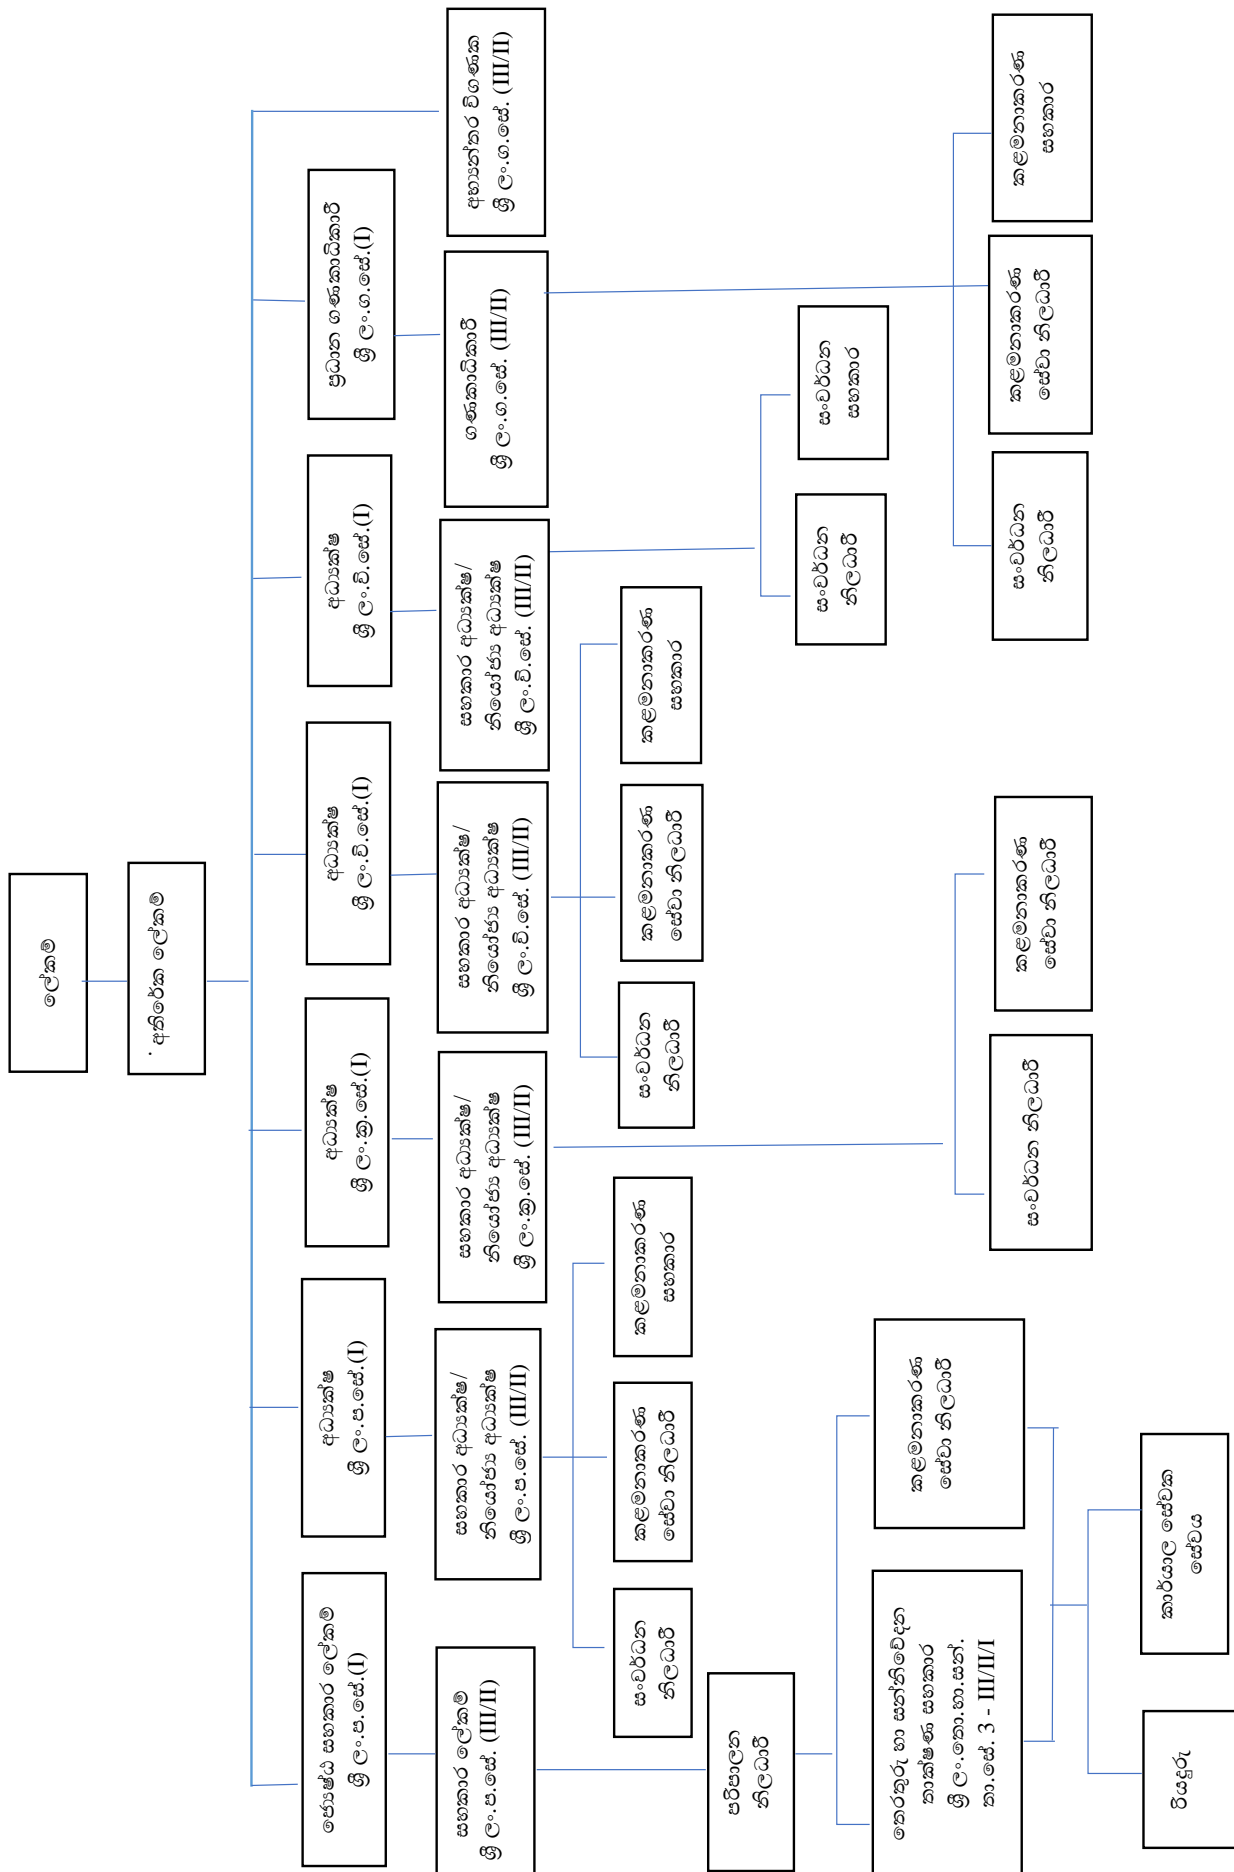 ලේකම්
අතිරේක ලේකම්
ජ්‍යෙෂ්ඨ සහකාර ලේකම්
ශ්‍රී ලං.ප.සේ.(I)
අධ්‍යක්ෂ
ශ්‍රී ලං.ප.සේ.(I)
අධ්‍යක්ෂ
ශ්‍රී ලං.ක්‍ර.සේ.(I)
අධ්‍යක්ෂ
ශ්‍රී ලං.වි.සේ.(I)
අධ්‍යක්ෂ
ශ්‍රී ලං.වි.සේ.(I)
ප්‍රධාන ගණකාධිකාරී
ශ්‍රී ලං.ග.සේ.(I)
සහකාර ලේකම්
ශ්‍රී ලං.ප.සේ. (III/II)
සහකාර අධ්‍යක්ෂ/
නියෝජ්‍ය අධ්‍යක්ෂ
ශ්‍රී ලං.ප.සේ. (III/II)
සහකාර අධ්‍යක්ෂ/
නියෝජ්‍ය අධ්‍යක්ෂ
ශ්‍රී ලං.ක්‍ර.සේ. (III/II)
සහකාර අධ්‍යක්ෂ/
නියෝජ්‍ය අධ්‍යක්ෂ
ශ්‍රී ලං.වි.සේ. (III/II)
සහකාර අධ්‍යක්ෂ/
නියෝජ්‍ය අධ්‍යක්ෂ
ශ්‍රී ලං.වි.සේ. (III/II)
ගණකාධිකාරී
ශ්‍රී ලං.ග.සේ. (III/II)
අභ්‍යන්තර විගණක
ශ්‍රී ලං.ග.සේ. (III/II)
සංවර්ධන
නිලධාරී
කළමනාකරණ
සේවා නිලධාරී
කළමනාකරණ
සහකාර
සංවර්ධන
නිලධාරී
කළමනාකරණ
සේවා නිලධාරී
කළමනාකරණ
සහකාර
පරිපාලන
නිලධාරී
සංවර්ධන
නිලධාරී
සංවර්ධන
සහකාර
තොරතුරු හා සන්නිවේදන
තාක්ෂණ සහකාර
ශ්‍රී ලං.තො.හා.සන්.
තා.සේ. 3 - III/II/I
කළමනාකරණ
සේවා නිලධාරී
සංවර්ධන නිලධාරී
කළමනාකරණ
සේවා නිලධාරී
සංවර්ධන
නිලධාරී
කළමනාකරණ
සේවා නිලධාරී
කළමනාකරණ
සහකාර
රියදුරු
කාර්යාල සේවක
සේවය